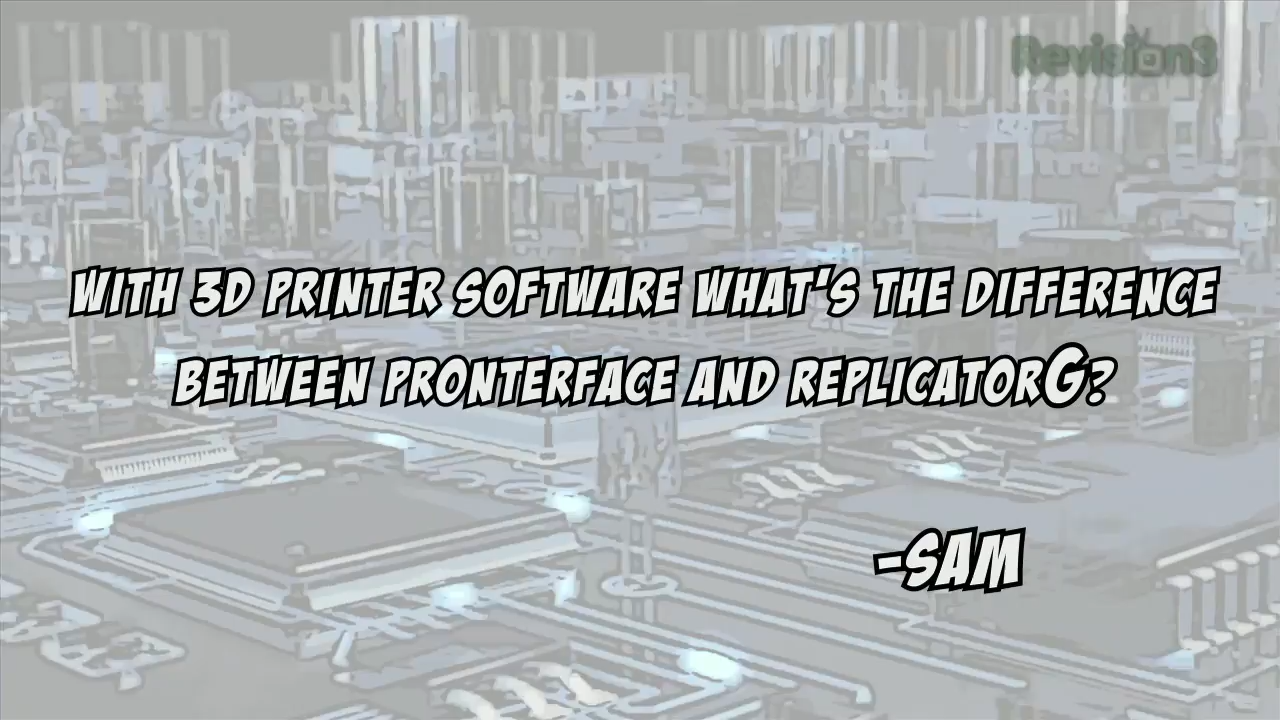 Revision3
WITH 3D PRINTER SOFTWARE WHAT'S THE DIFFERENCE
BETWEEN PRONTERFACE AND REPLICATORG?
-SAM